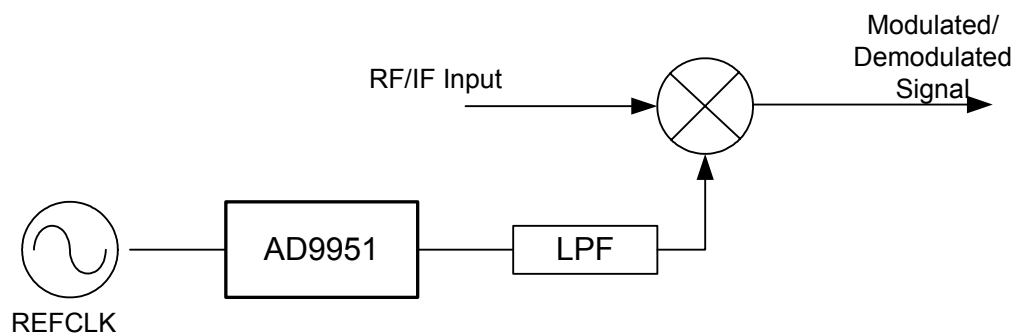 Modulated/
Demodulated
Signal
RF/IF Input
AD9951
LPF
REFCLK